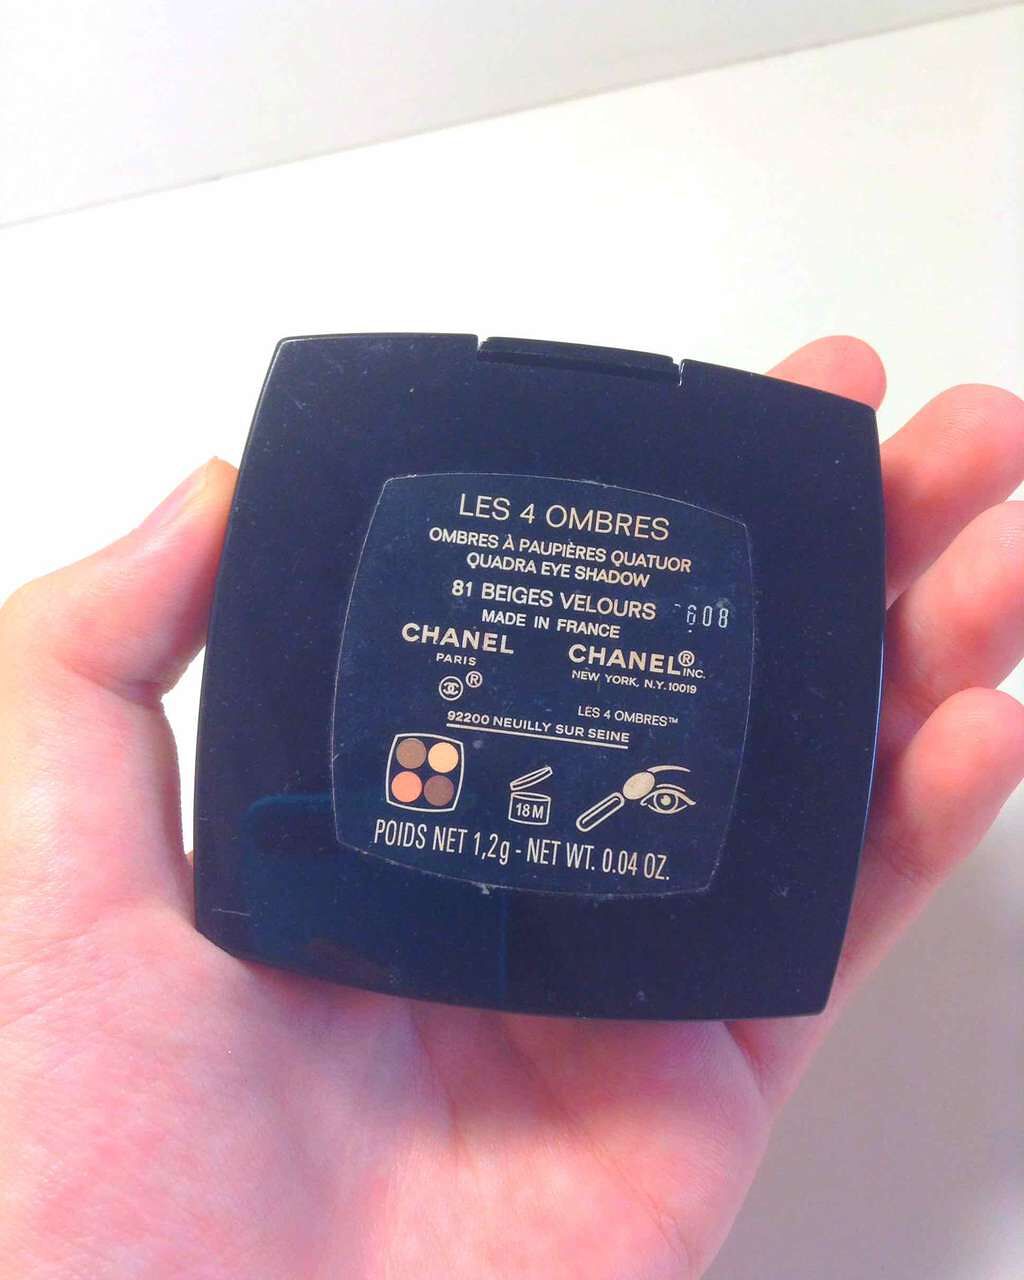 LES 4 OMBRES
OMBRES À PAUPIÈRES QUATUOR
QUADRA EYE SHADOW
81 BEIGES VELOURS 608
MADE IN FRANCE
CHANEL
PARIS
®
CHANEL® INC.
NEW YORK, N.Y. 10019
LES 4 OMBRES™
92200 NEUILLY SUR SEINE
18M
POIDS NET 1,2g - NET WT. 0.04 OZ.